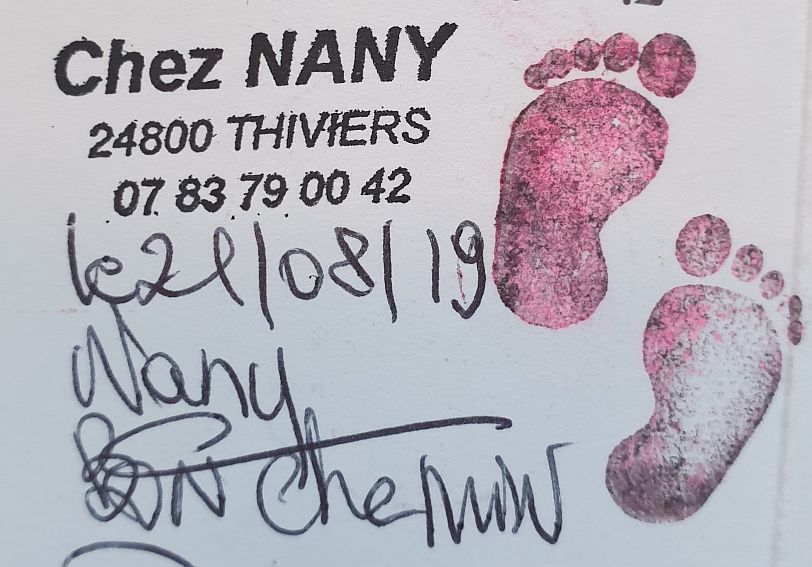 Chez NANY
24800 THIVIERS
07 83 79 00 42
le 21/08/19
Nany
Bon Chemin